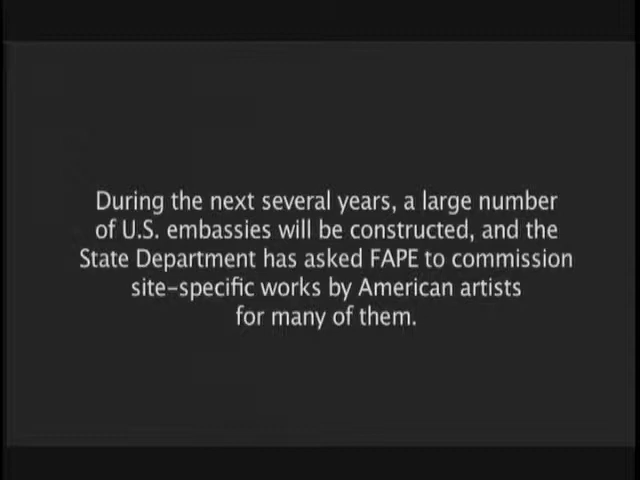 During the next several years, a large number
of U.S. embassies will be constructed, and the
State Department has asked FAPE to commission
site-specific works by American artists
for many of them.